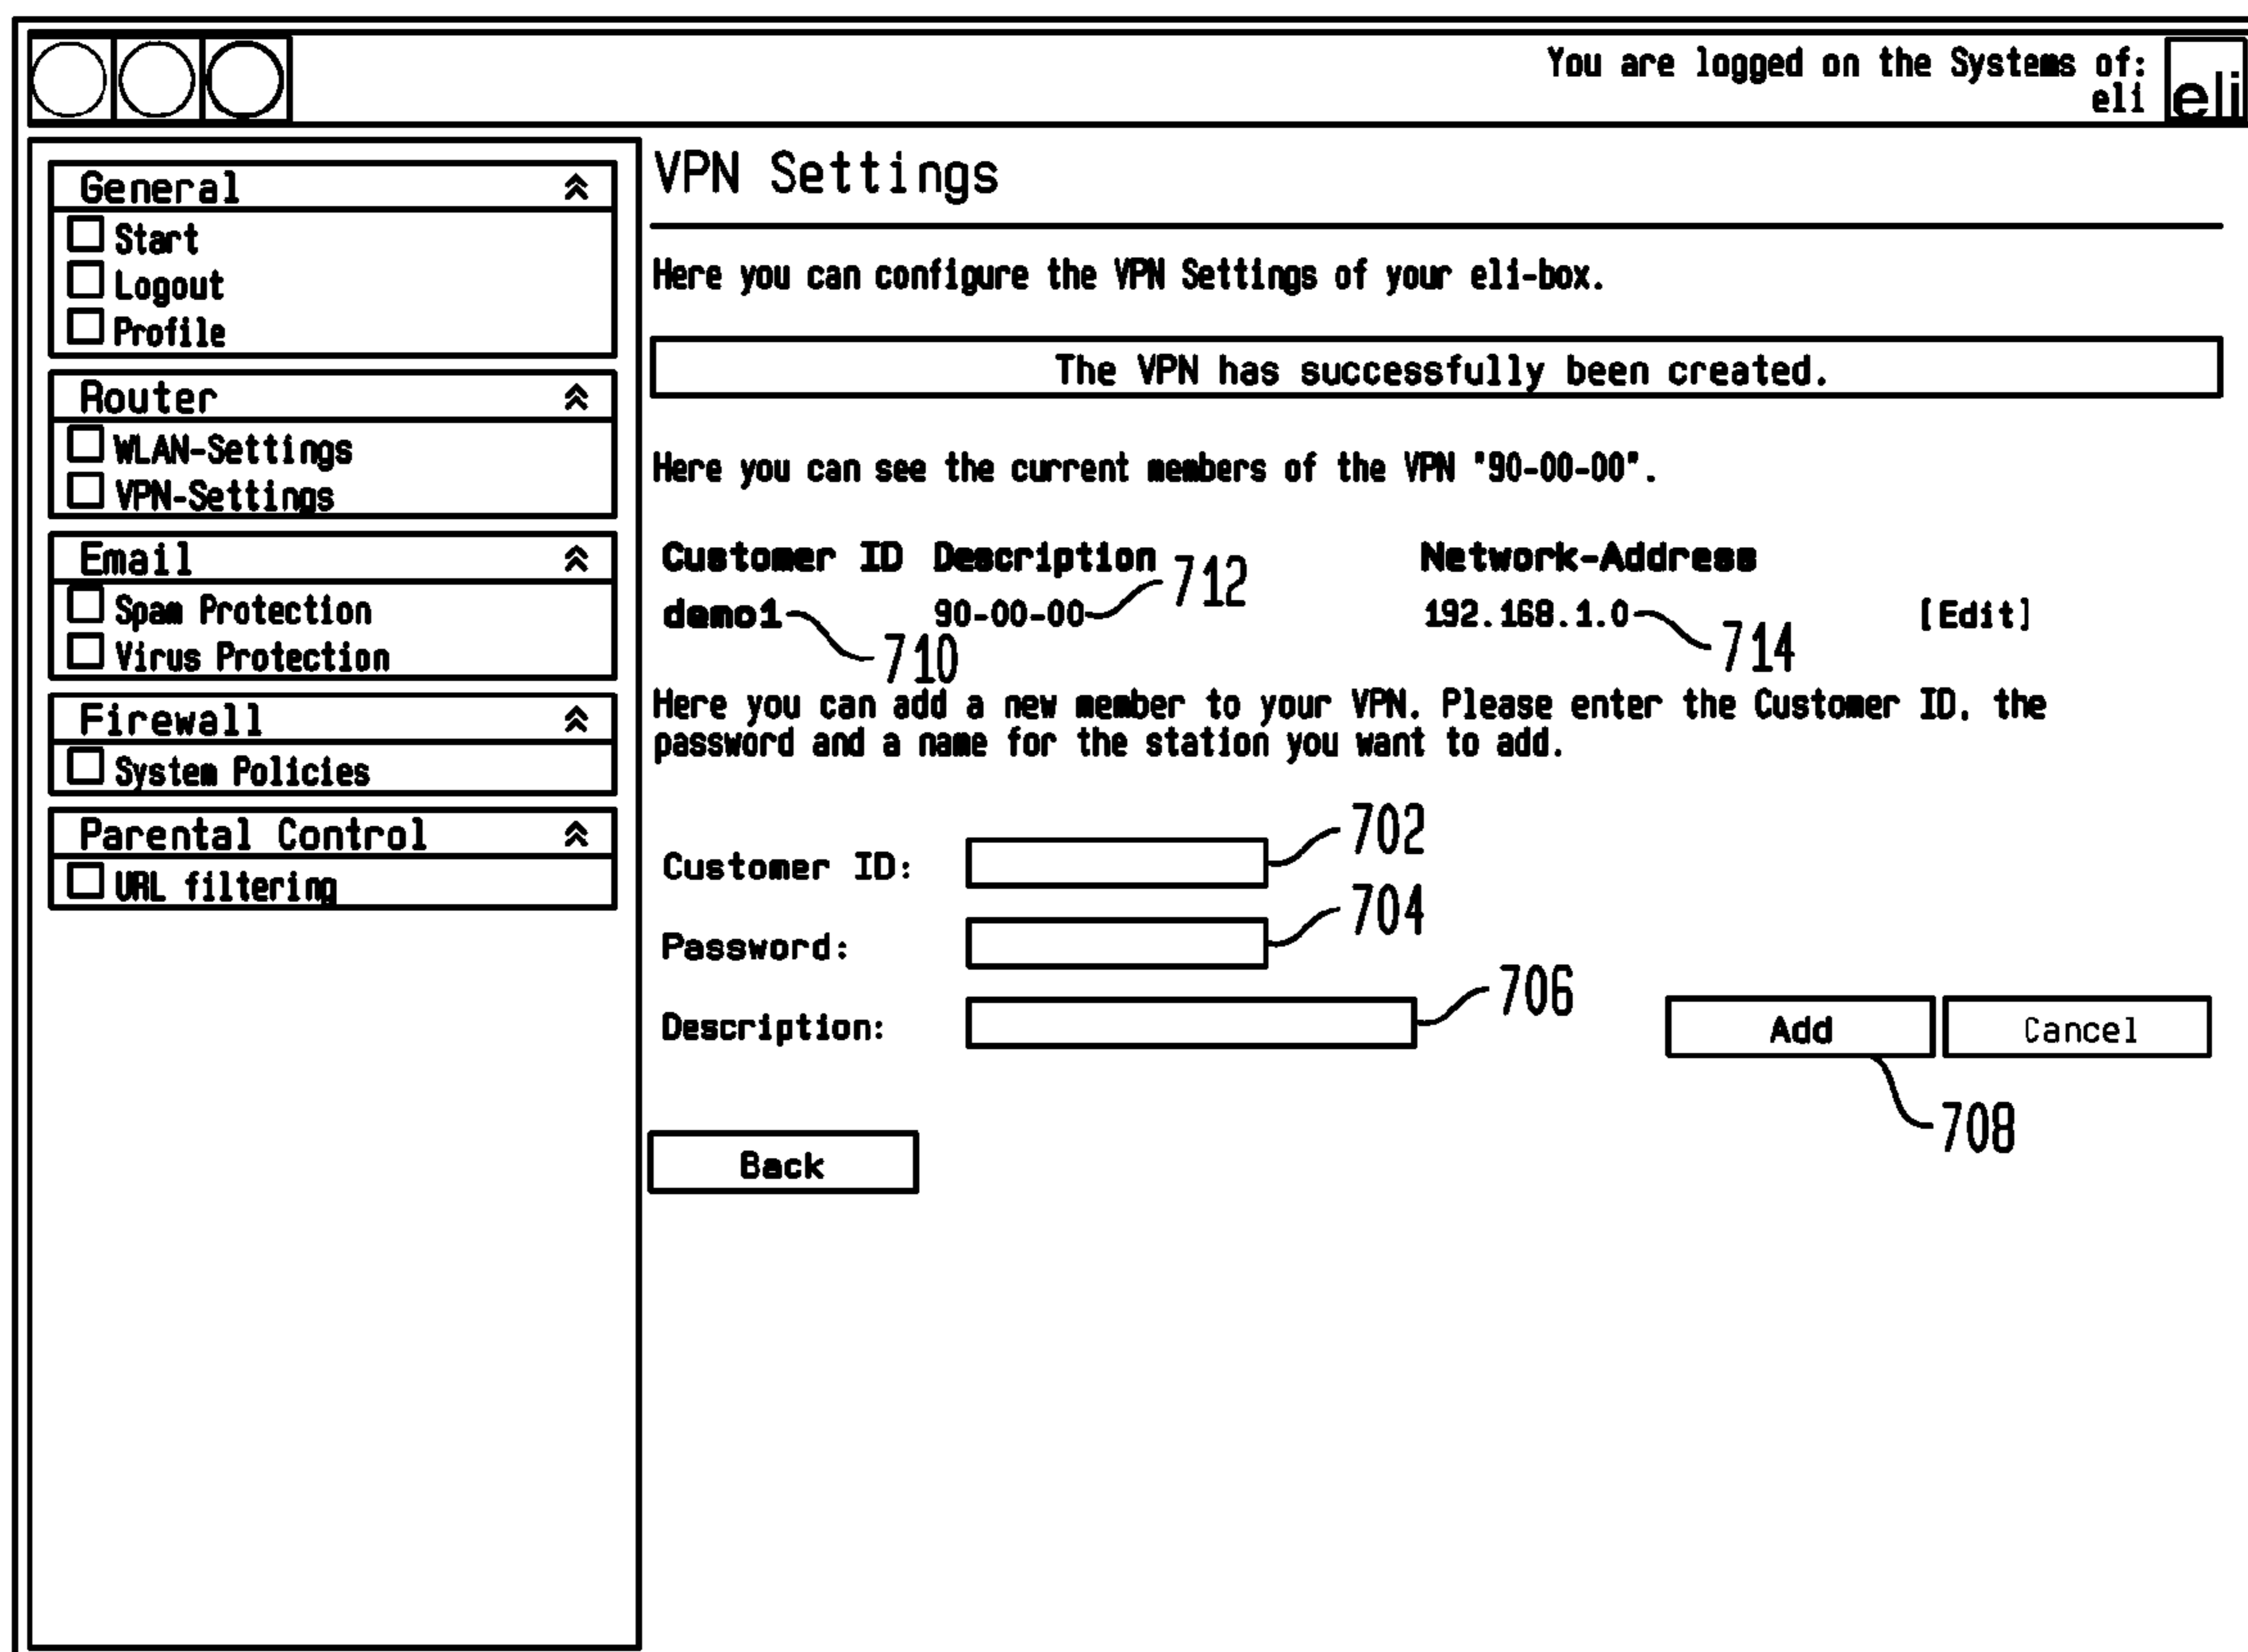 You are logged on the Systems of:
eli
eli
General
Start
Logout
Profile
Router
WLAN-Settings
VPN-Settings
Email
Spam Protection
Virus Protection
Firewall
System Policies
Parental Control
URL filtering
VPN Settings
Here you can configure the VPN Settings of your eli-box.
The VPN has successfully been created.
Here you can see the current members of the VPN "90-00-00".
Customer ID Description Network-Address
712
demo1 90-00-00 192.168.1.0 [Edit]
710 714
Here you can add a new member to your VPN. Please enter the Customer ID, the
password and a name for the station you want to add.
702
Customer ID:
704
Password:
706
Description: Add Cancel
708
Back